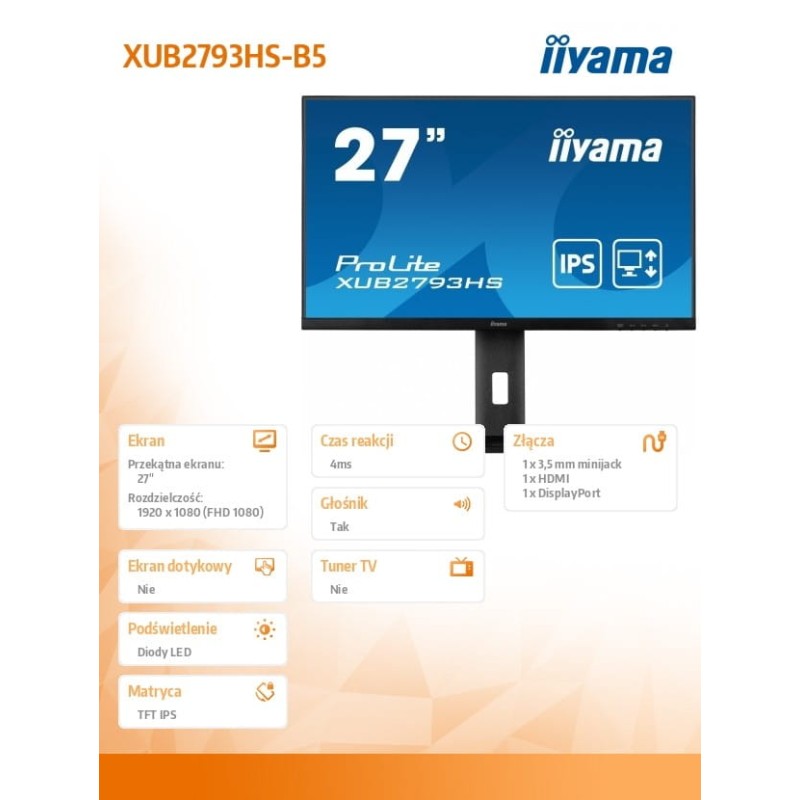 XUB2793HS-B5
iiyama
27”
iiyama
ProLite
XUB2793HS
IPS
iiyama
Ekran
Przekątna ekranu:
27"
Rozdzielczość:
1920 x 1080 (FHD 1080)
Ekran dotykowy
Nie
Podświetlenie
Diody LED
Matryca
TFT IPS
Czas reakcji
4ms
Głośnik
Tak
Tuner TV
Nie
Złącza
1 x 3,5 mm minijack
1 x HDMI
1 x DisplayPort